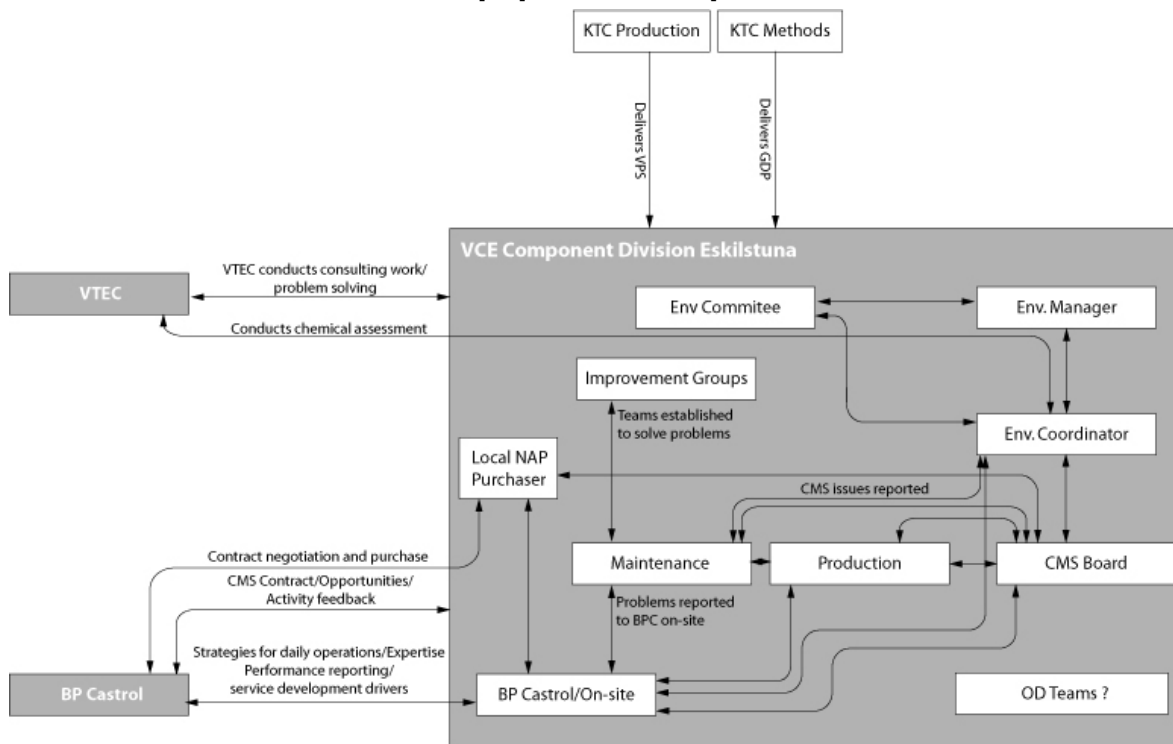 KTC Production
KTC Methods
Delivers VPS
Delivers GDP
VCE Component Division Eskilstuna
VTEC
VTEC conducts consulting work/
problem solving
Conducts chemical assessment
Env Commitee
Env. Manager
Improvement Groups
Teams established
to solve problems
Env. Coordinator
Local NAP
Purchaser
CMS issues reported
Contract negotiation and purchase
CMS Contract/Opportunities/
Activity feedback
Maintenance
Production
CMS Board
Problems reported
to BPC on-site
Strategies for daily operations/Expertise
Performance reporting/
service development drivers
BP Castrol
BP Castrol/On-site
OD Teams ?